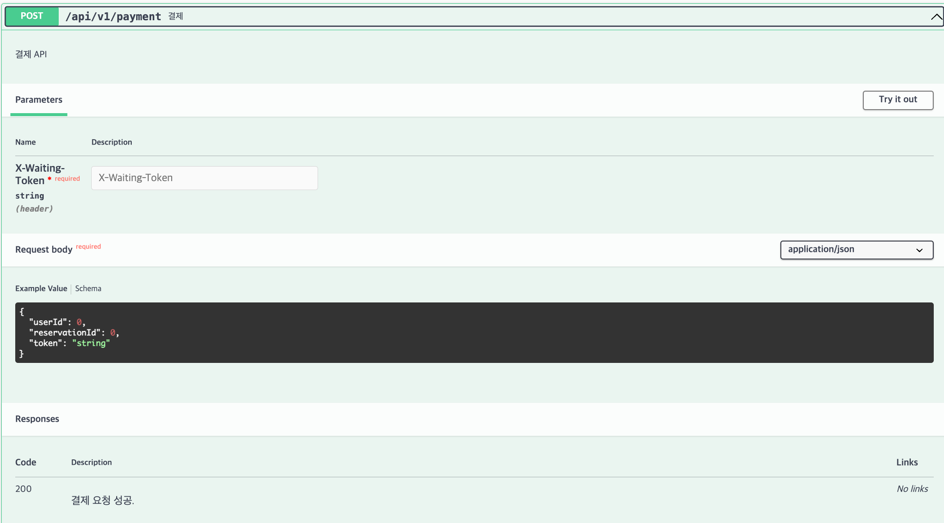 POST /api/v1/payment 결제
결제 API
Parameters Try it out
Name Description
X-Waiting-
Token * required
X-Waiting-Token
string
(header)
Request body required application/json
Example Value | Schema
{
"userId": 0,
"reservationId": 0,
"token": "string"
}
Responses
Code Description Links
200 No links
결제 요청 성공.